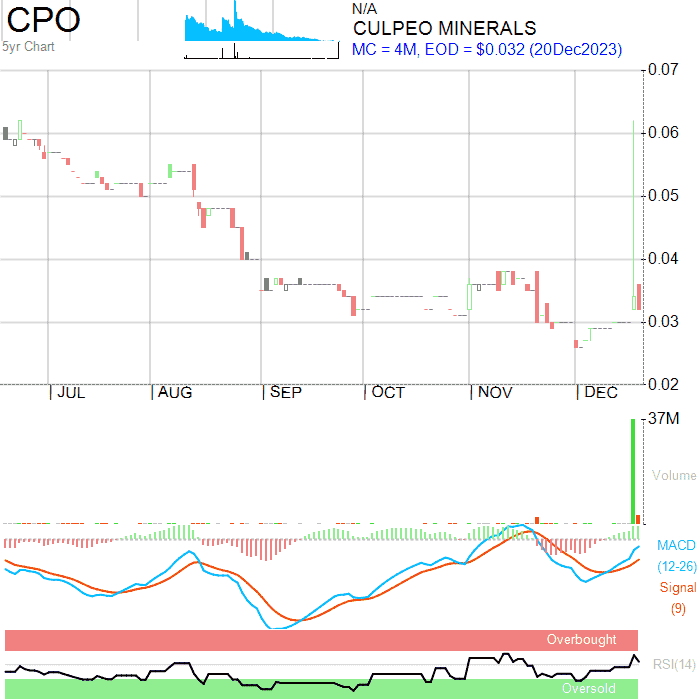 CPO
5yr Chart
N/A
CULPEO MINERALS
MC = 4M, EOD = $0.032 (20Dec2023)
0.07
0.06
0.05
0.04
0.03
0.02
JUL AUG SEP OCT NOV DEC
37M
Volume
MACD
(12-26)
Signal
(9)
Overbought
RSI(14)
Oversold